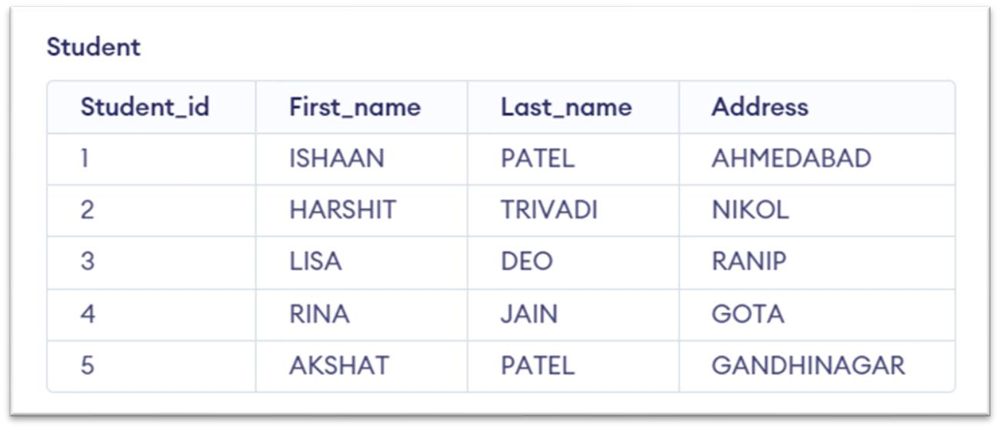 Student
Student_id First_name Last_name Address
1 ISHAAN PATEL AHMEDABAD
2 HARSHIT TRIVADI NIKOL
3 LISA DEO RANIP
4 RINA JAIN GOTA
5 AKSHAT PATEL GANDHINAGAR